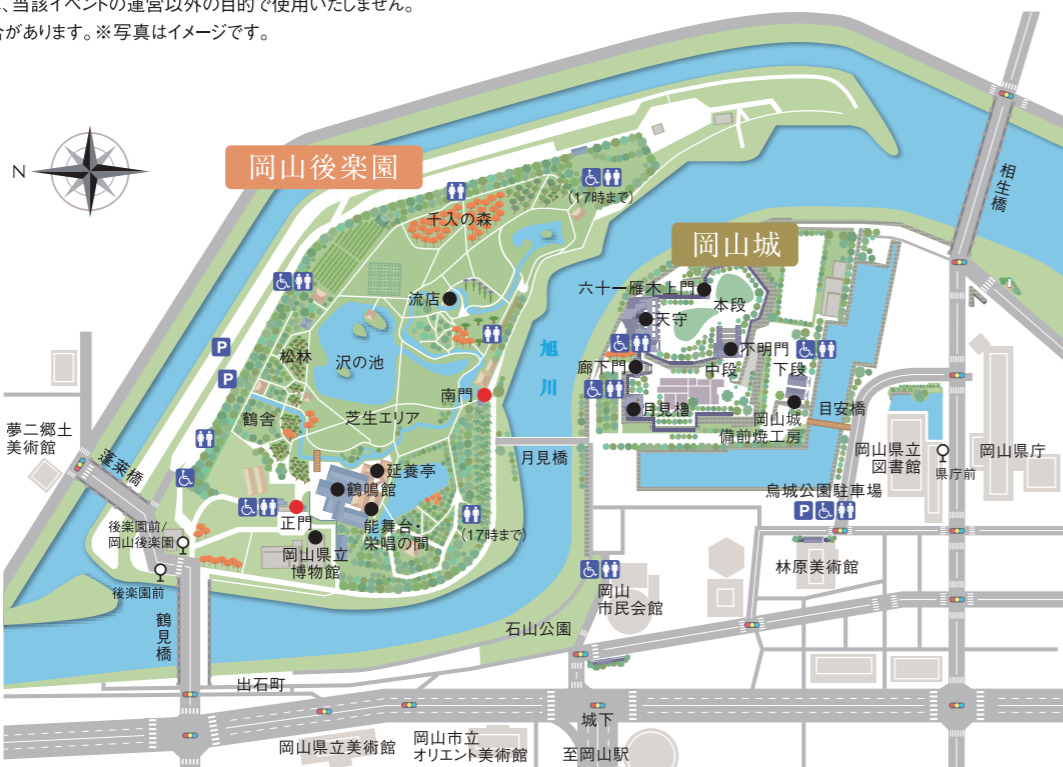 、当該イベントの運営以外の目的で使用いたしません。
合があります。※写真はイメージです。
N
岡山後楽園
岡山城
相生橋
千入の森
(17時まで)
流店
六十一雁木上門
本段
天守
不明門
廊下門
中段
下段
月見櫓
岡山城
備前焼工房
目安橋
旭川
P
P
松林
沢の池
南門
鶴舎
芝生エリア
夢二郷土
美術館
蓬莱橋
延養亭
鶴鳴館
月見橋
正門
能舞台・
栄唱の間
(17時まで)
岡山県立
博物館
後楽園前/
岡山後楽園
後楽園前
鶴見橋
岡山県立
図書館
県庁前
岡山県庁
烏城公園駐車場
P
林原美術館
岡山
市民会館
石山公園
出石町
城下
岡山県立美術館
岡山市立
オリエント美術館
至岡山駅